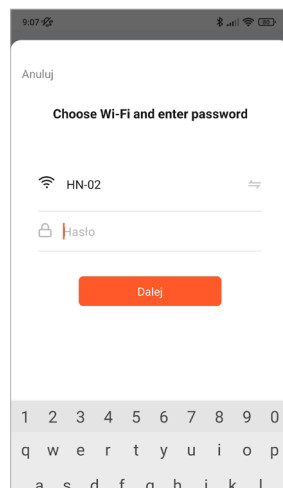 9:07
Anuluj
Choose Wi-Fi and enter password
HN-02
Hasło
Dalej
1 2 3 4 5 6 7 8 9 0
q w e r t y u i o p
a s d f g h j k l